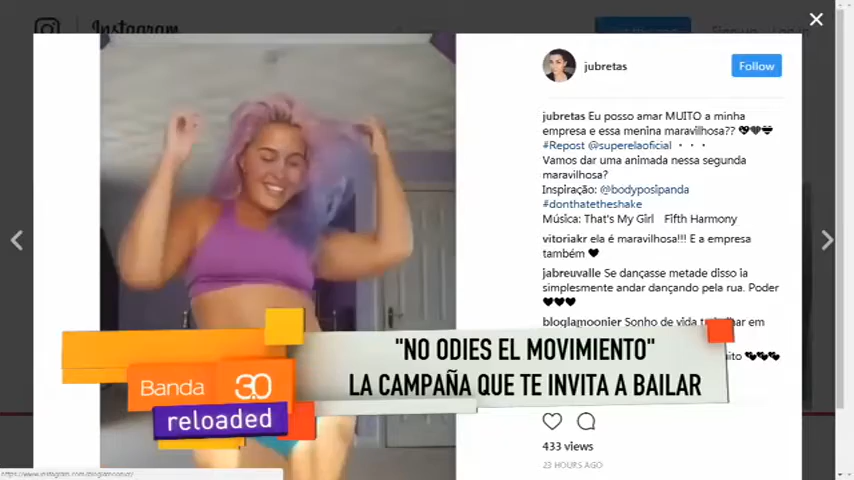 Instagram
×
jubretas
Follow
jubretas Eu posso amar MUITO a minha
empresa e essa menina maravilhosa??
#Repost @superelaoficial ・・・
Vamos dar uma animada nessa segunda
maravilhosa?
Inspiração: @bodyposipanda
#donthatetheshake
Música: That's My Girl Fifth Harmony
vitoriakr ela é maravilhosa!!! E a empresa
também ♥
jabreuvalle Se dançasse metade disso ia
simplesmente andar dançando pela rua. Poder
♥♥♥
bloglamoonier Sonho de vida em
"NO ODIES EL MOVIMIENTO"
LA CAMPAÑA QUE TE INVITA A BAILAR
Banda 3.0
reloaded
433 views
23 HOURS AGO